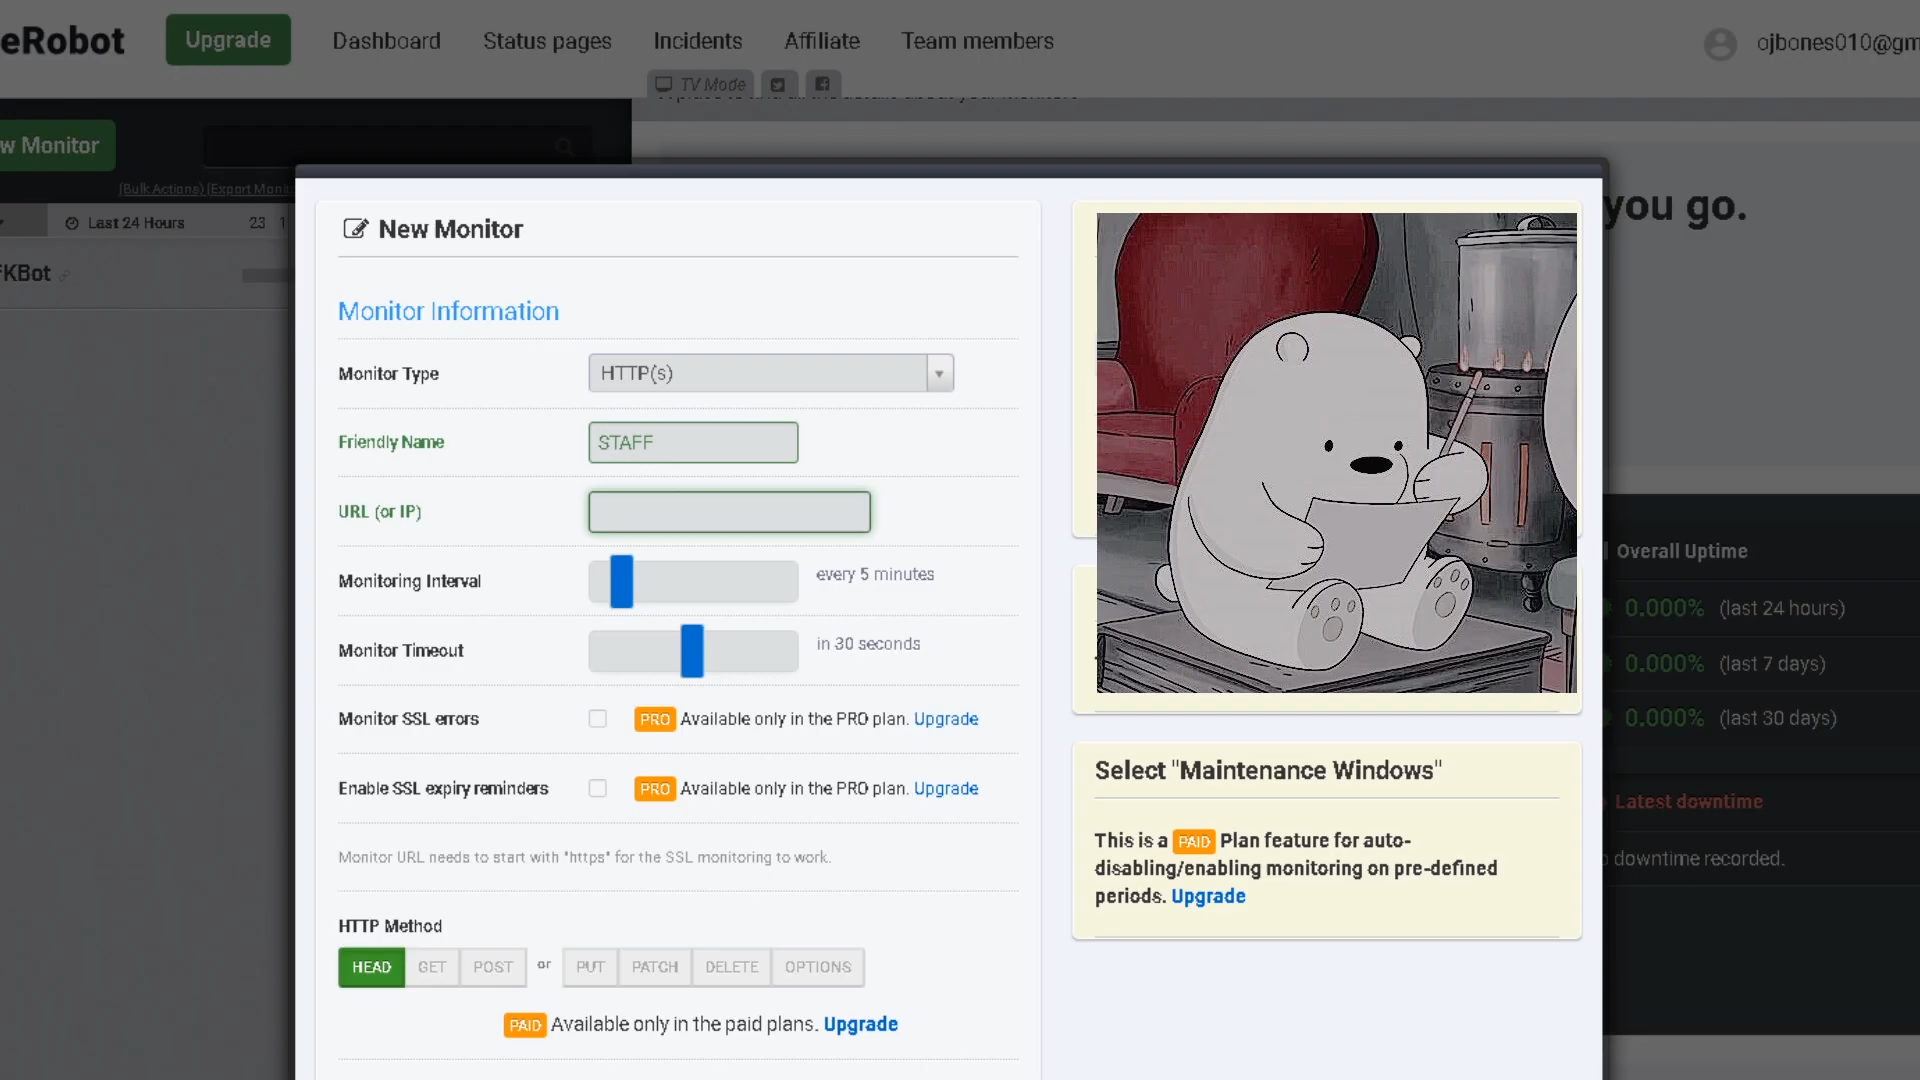 eRobot
Upgrade
Dashboard
Status pages
Incidents
Affiliate
Team members
ojbones010@gm
TV Mode
w Monitor
(Bulk Actions) (Export Moni
Last 24 Hours
23
KBot
you go.
New Monitor
Monitor Information
Monitor Type
HTTP(s)
Friendly Name
STAFF
URL (or IP)
Monitoring Interval
every 5 minutes
Monitor Timeout
in 30 seconds
Monitor SSL errors
PRO Available only in the PRO plan. Upgrade
Enable SSL expiry reminders
PRO Available only in the PRO plan. Upgrade
Monitor URL needs to start with "https" for the SSL monitoring to work.
HTTP Method
HEAD GET POST or PUT PATCH DELETE OPTIONS
PAID Available only in the paid plans. Upgrade
Select "Maintenance Windows"
This is a PAID Plan feature for auto-
disabling/enabling monitoring on pre-defined
periods. Upgrade
Overall Uptime
0.000% (last 24 hours)
0.000% (last 7 days)
0.000% (last 30 days)
Latest downtime
downtime recorded.